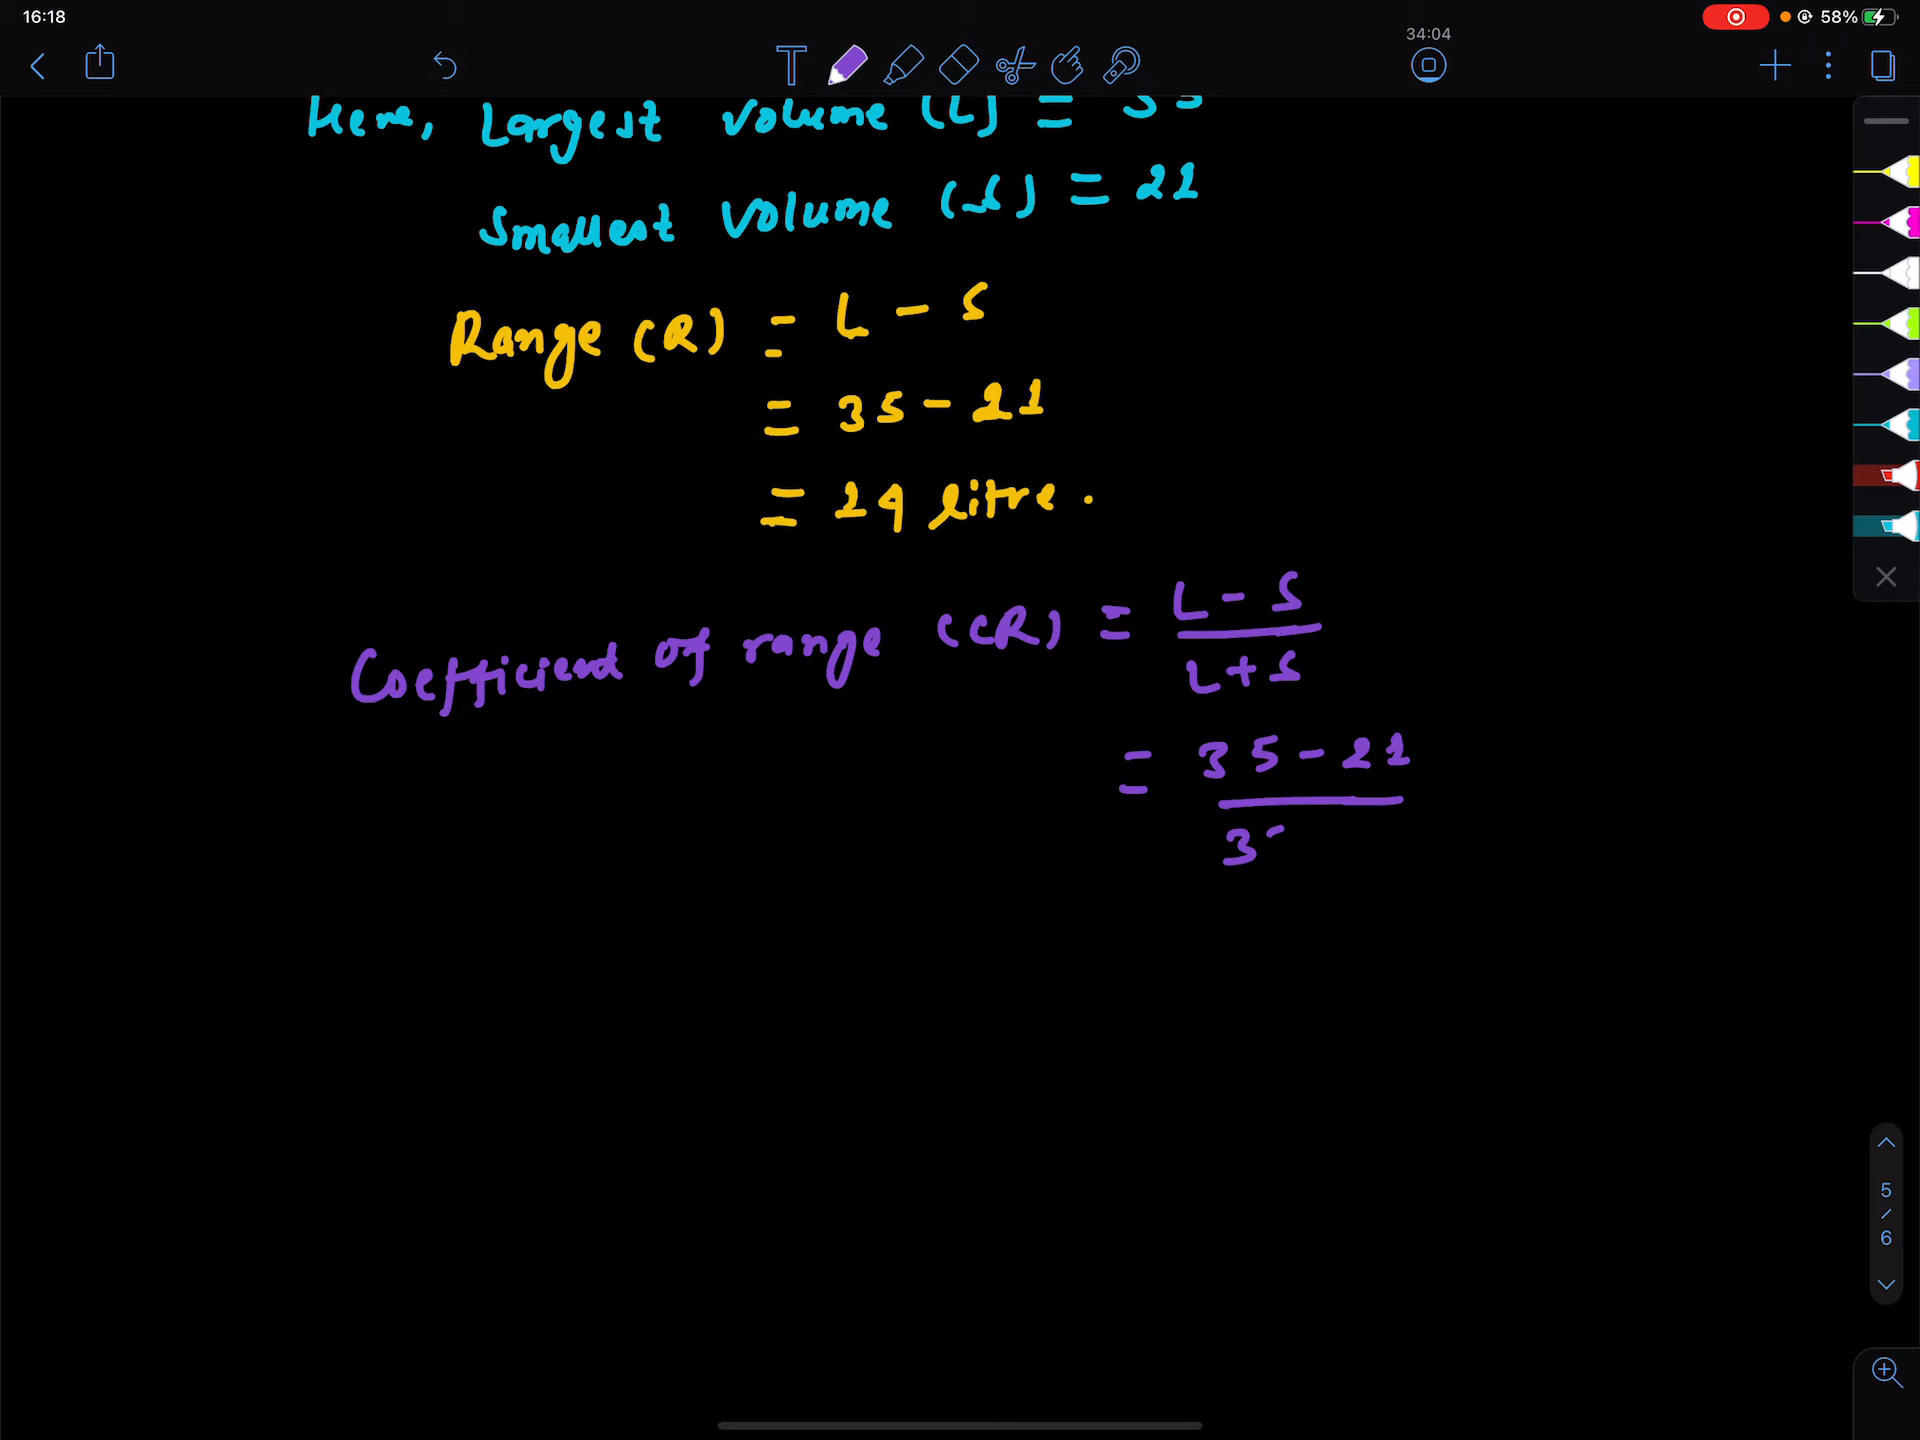 16:18
58%
34:04
Here, Largest volume (L) = 35
Smallest volume (S) = 21
Range (R) = L - S
= 35 - 21
= 14 litre .
Coefficient of range (CR) = L - S
L + S
= 35 - 21
3
5
/
6